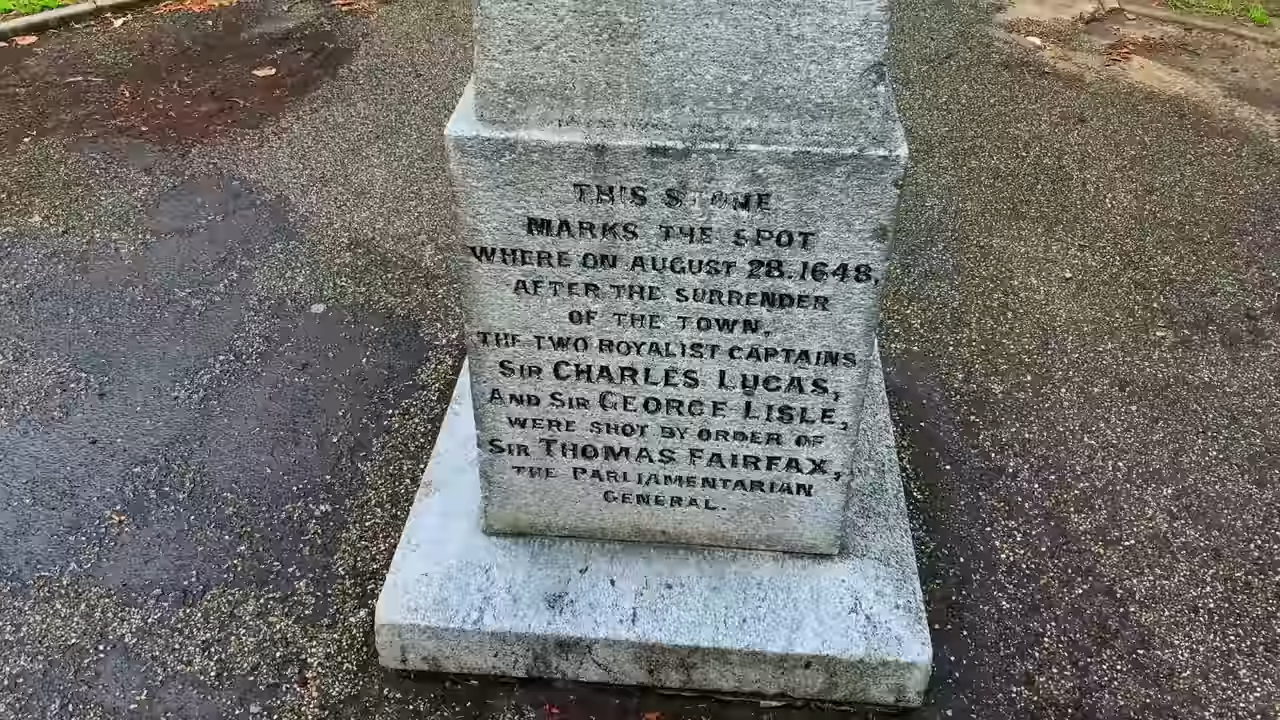 THIS STONE
MARKS THE SPOT
WHERE ON AUGUST 28. 1648,
AFTER THE SURRENDER
OF THE TOWN,
THE TWO ROYALIST CAPTAINS
SIR CHARLES LUCAS,
AND SIR GEORGE LISLE,
WERE SHOT BY ORDER OF
SIR THOMAS FAIRFAX,
THE PARLIAMENTARIAN
GENERAL.